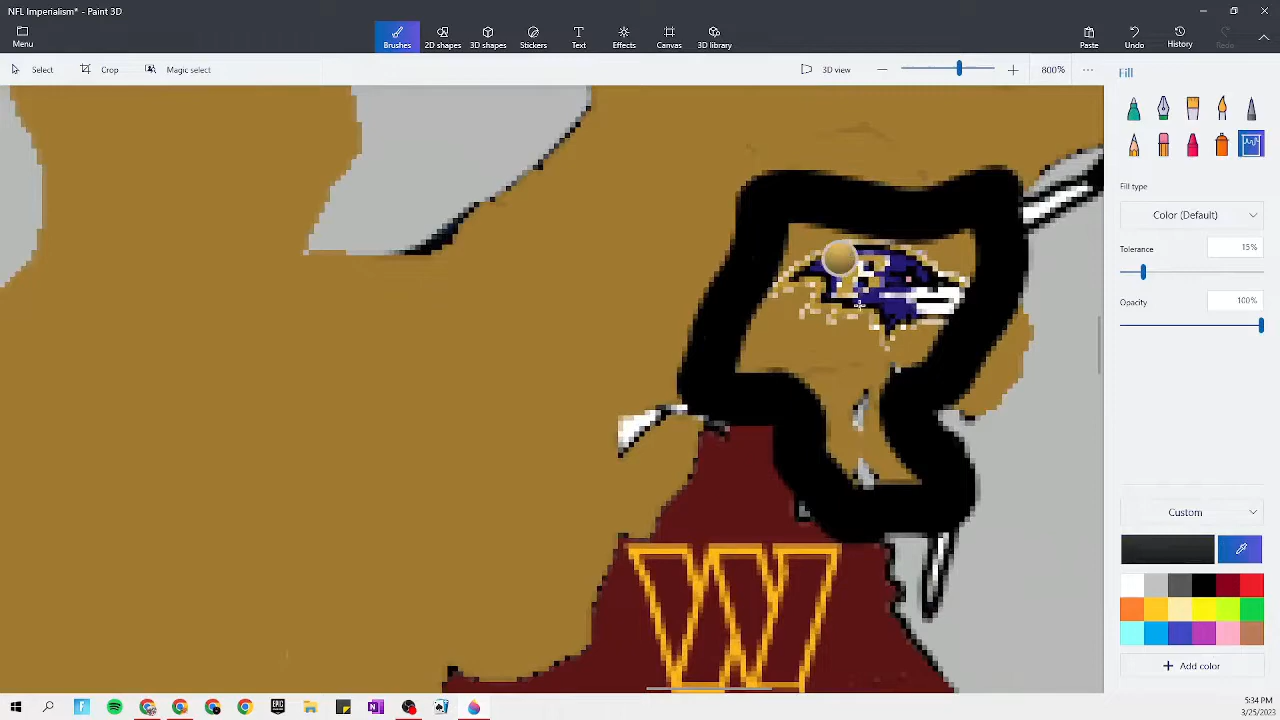 NFL Imperialism* - Paint 3D
Menu
Brushes
2D shapes
3D shapes
Stickers
Text
Effects
Canvas
3D library
Paste
Undo
History
Redo
Select
Crop
Magic select
3D view
800%
Fill
Fill type
Color (Default)
Tolerance
15%
Opacity
100%
W
Custom
Add color
EPIC
5:34 PM
3/25/2023